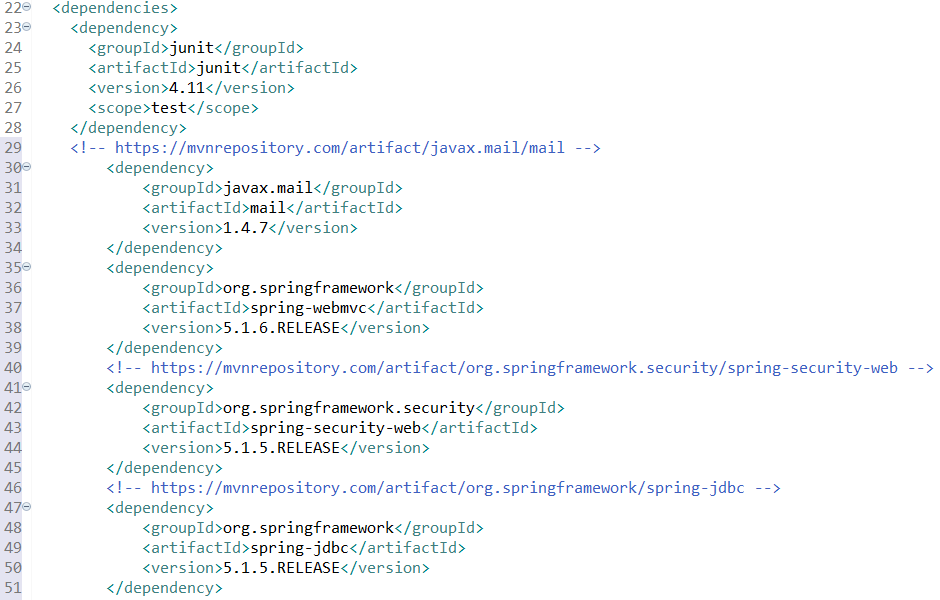 22 <dependencies>
23 <dependency>
24 <groupId>junit</groupId>
25 <artifactId>junit</artifactId>
26 <version>4.11</version>
27 <scope>test</scope>
28 </dependency>
29 <!-- https://mvnrepository.com/artifact/javax.mail/mail -->
30 <dependency>
31 <groupId>javax.mail</groupId>
32 <artifactId>mail</artifactId>
33 <version>1.4.7</version>
34 </dependency>
35 <dependency>
36 <groupId>org.springframework</groupId>
37 <artifactId>spring-webmvc</artifactId>
38 <version>5.1.6.RELEASE</version>
39 </dependency>
40 <!-- https://mvnrepository.com/artifact/org.springframework.security/spring-security-web -->
41 <dependency>
42 <groupId>org.springframework.security</groupId>
43 <artifactId>spring-security-web</artifactId>
44 <version>5.1.5.RELEASE</version>
45 </dependency>
46 <!-- https://mvnrepository.com/artifact/org.springframework/spring-jdbc -->
47 <dependency>
48 <groupId>org.springframework</groupId>
49 <artifactId>spring-jdbc</artifactId>
50 <version>5.1.5.RELEASE</version>
51 </dependency>